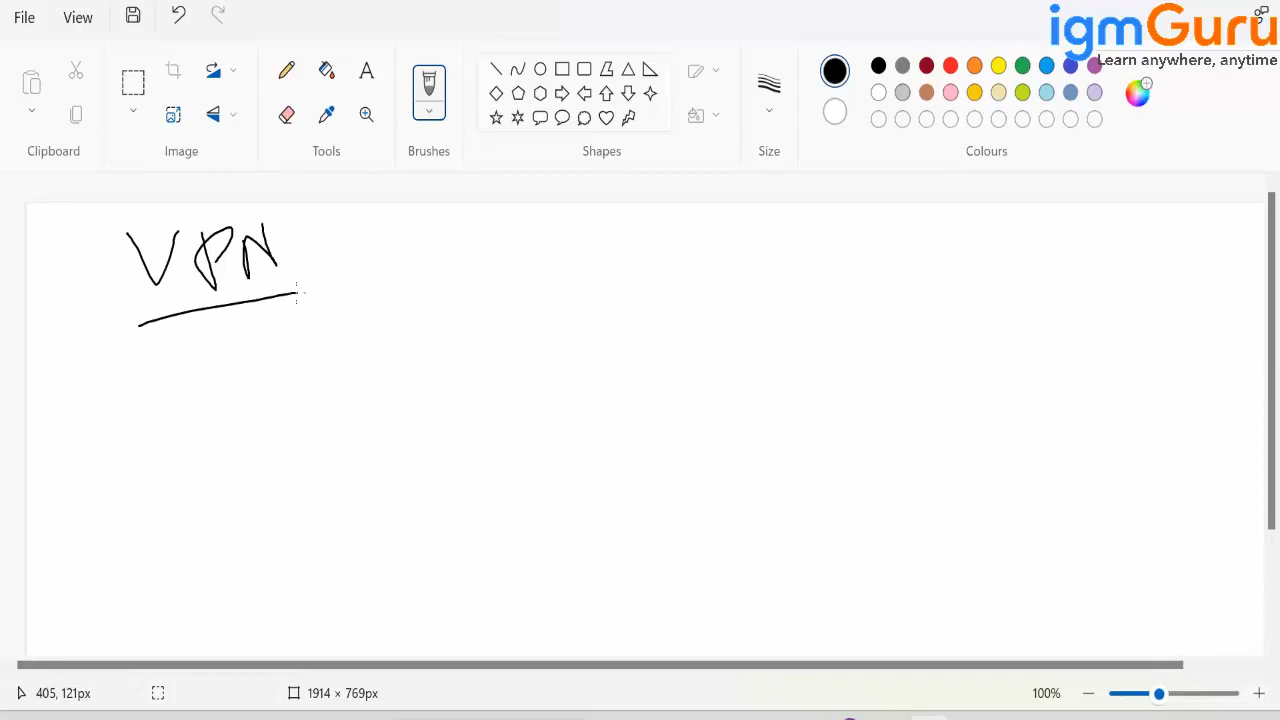 igmGuru
File View
Learn anywhere, anytime
Clipboard Image Tools Brushes Shapes Size Colours
VPN
405, 121px 1914 × 769px 100%